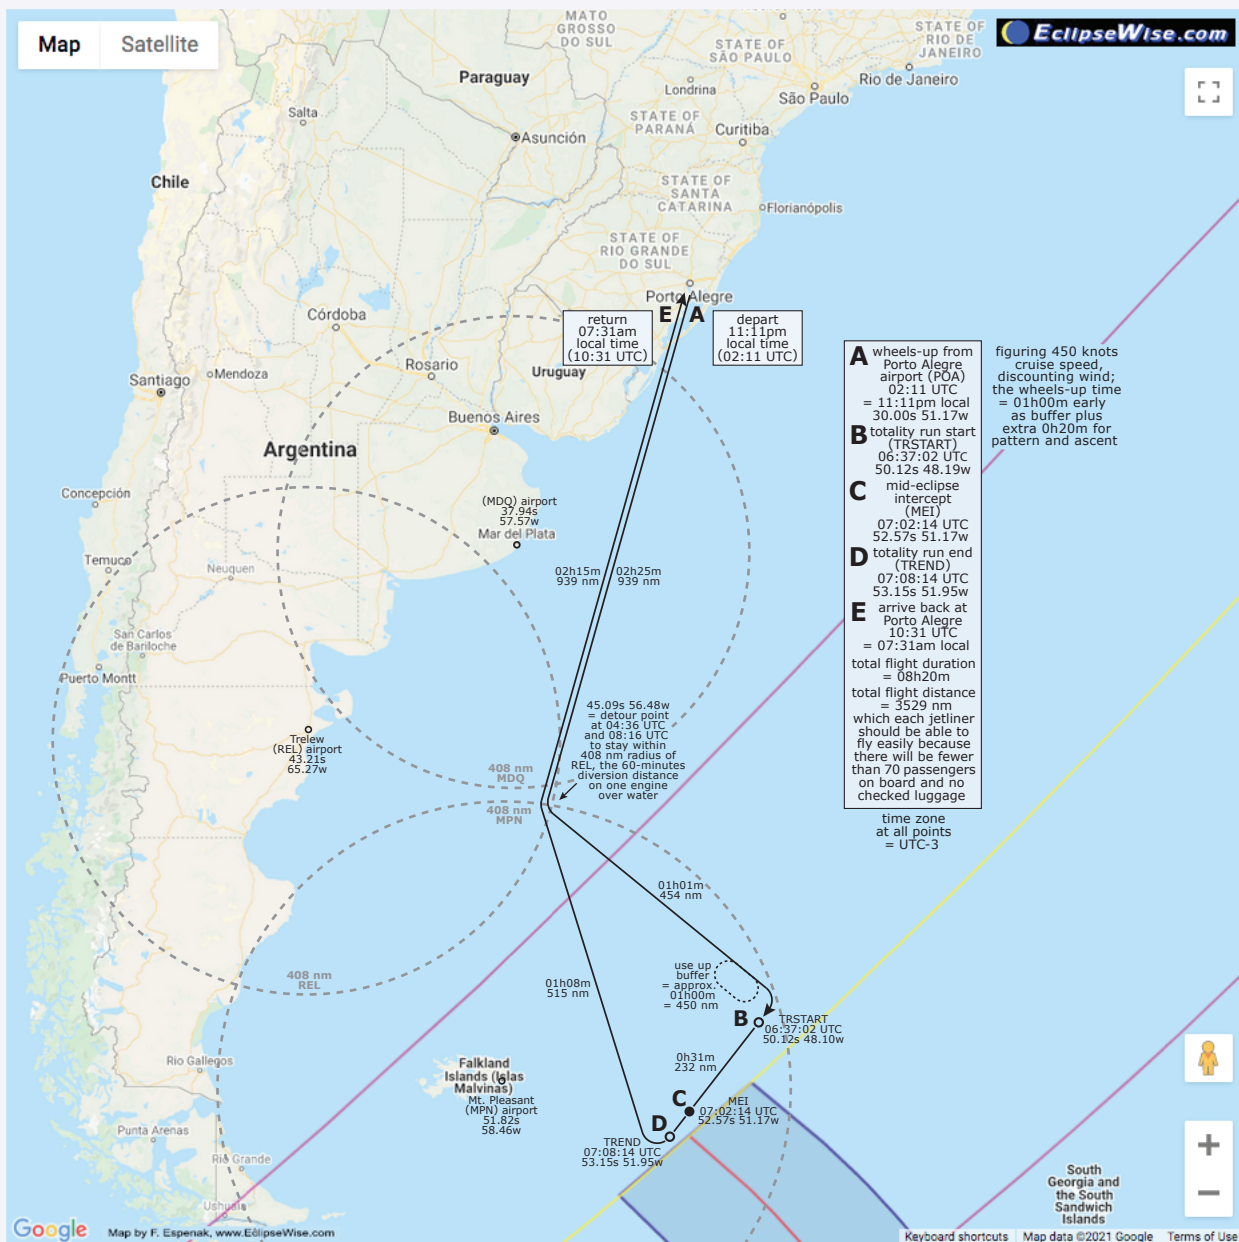 Map
Satellite
EclipseWise.com
MATO
GROSSO
DO SUL
STATE OF
SÃO PAULO
STATE OF
RIO DE
JANEIRO
Paraguay
Londrina
São Paulo
Rio de Janeiro
Salta
STATE OF
PARANÁ
Curitiba
Asunción
Chile
STATE OF
SANTA
CATARINA
Florianópolis
STATE OF
RIO GRANDE
DO SUL
Porto Alegre
E
A
return
07:31am
local time
(10:31 UTC)
depart
11:11pm
local time
(02:11 UTC)
Córdoba
Rosario
Uruguay
Mendoza
Santiago
Buenos Aires
Argentina
Concepción
(MDQ) airport
37.94s
57.57w
Mar del Plata
Temuco
Neuquen
02h15m
939 nm
02h25m
939 nm
San Carlos
de Bariloche
Puerto Montt
A
wheels-up from
Porto Alegre
airport (POA)
02:11 UTC
= 11:11pm local
30.00s 51.17w
B
totality run start
(TRSTART)
06:37:02 UTC
50.12s 48.19w
C
mid-eclipse
intercept
(MEI)
07:02:14 UTC
52.57s 51.17w
D
totality run end
(TREND)
07:08:14 UTC
53.15s 51.95w
E
arrive back at
Porto Alegre
10:31 UTC
= 07:31am local
total flight duration
= 08h20m
total flight distance
= 3529 nm
which each jetliner
should be able to
fly easily because
there will be fewer
than 70 passengers
on board and no
checked luggage
time zone
at all points
= UTC-3
figuring 450 knots
cruise speed,
discounting wind;
the wheels-up time
= 01h00m early
as buffer plus
extra 0h20m for
pattern and ascent
45.09s 56.48w
= detour point
at 04:36 UTC
and 08:16 UTC
to stay within
408 nm radius of
REL, the 60-minutes
diversion distance
on one engine
over water
Trelew
(REL) airport
43.21s
65.27w
408 nm
MDQ
408 nm
MPN
01h01m
454 nm
408 nm
REL
01h08m
515 nm
use up
buffer
= approx.
01h00m
= 450 nm
B
TRSTART
06:37:02 UTC
50.12s 48.10w
0h31m
232 nm
Rio Gallegos
Falkland
Islands (Islas
Malvinas)
Mt. Pleasant
(MPN) airport
51.82s
58.46w
C
MEI
07:02:14 UTC
52.57s 51.17w
D
TREND
07:08:14 UTC
53.15s 51.95w
Punta Arenas
Río Grande
Ushuaia
South
Georgia and
the South
Sandwich
Islands
+
−
Google
Map by F. Espenak, www.EclipseWise.com
Keyboard shortcuts
Map data ©2021 Google
Terms of Use